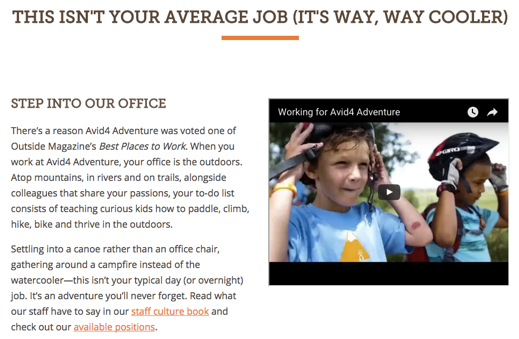 THIS ISN'T YOUR AVERAGE JOB (IT'S WAY, WAY COOLER)
STEP INTO OUR OFFICE
There's a reason Avid4 Adventure was voted one of
Outside Magazine's Best Places to Work. When you
work at Avid4 Adventure, your office is the outdoors.
Atop mountains, in rivers and on trails, alongside
colleagues that share your passions, your to-do list
consists of teaching curious kids how to paddle, climb,
hike, bike and thrive in the outdoors.
Settling into a canoe rather than an office chair,
gathering around a campfire instead of the
watercooler—this isn't your typical day (or overnight)
job. It's an adventure you'll never forget. Read what
our staff have to say in our staff culture book and
check out our available positions.
Working for Avid4 Adventure